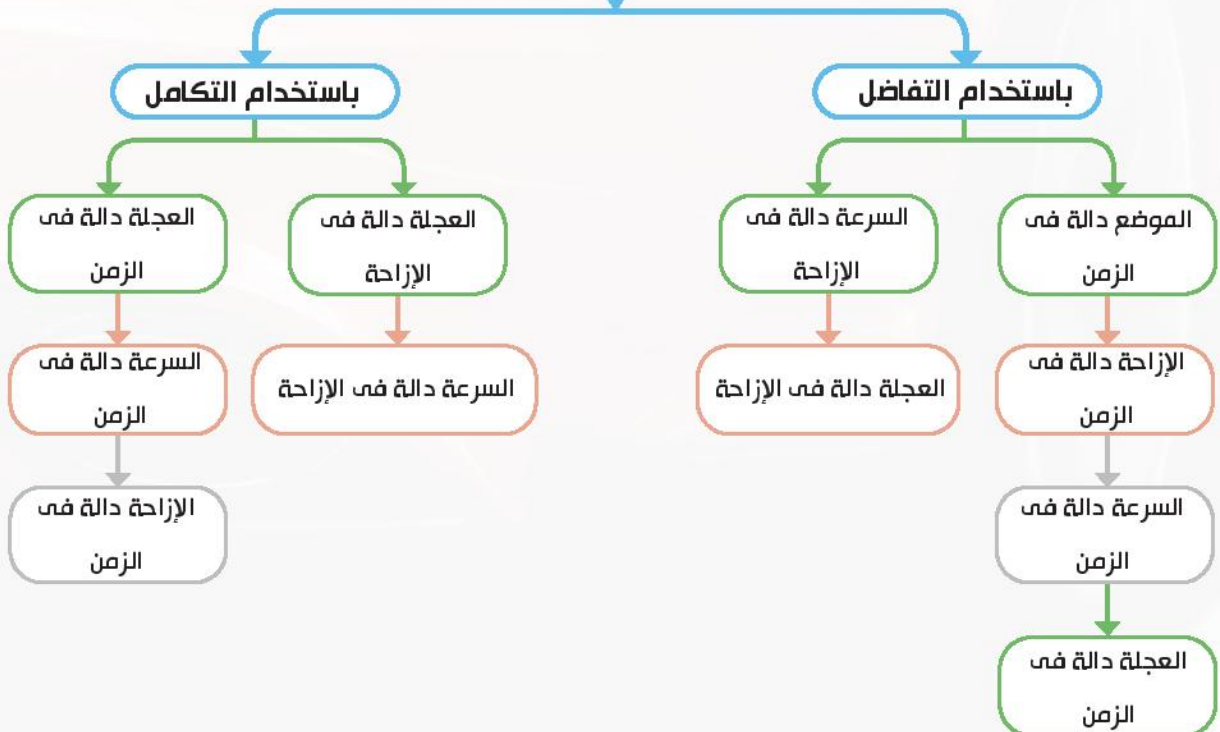 باستخدام التفاضل
باستخدام التكامل
الموضع دالة فى
الزمن
السرعة دالة فى
الإزاحة
العجلة دالة فى
الإزاحة
العجلة دالة فى
الزمن
الإزاحة دالة فى
الزمن
العجلة دالة فى الإزاحة
السرعة دالة فى الإزاحة
السرعة دالة فى
الزمن
السرعة دالة فى
الزمن
الإزاحة دالة فى
الزمن
العجلة دالة فى
الزمن